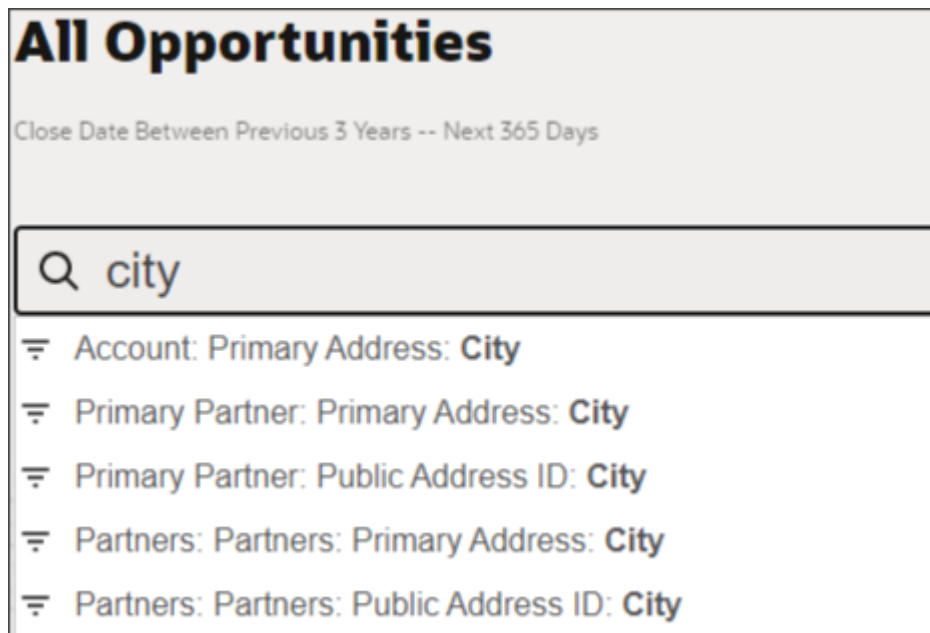 All Opportunities
Close Date Between Previous 3 Years -- Next 365 Days
city
Account: Primary Address: City
Primary Partner: Primary Address: City
Primary Partner: Public Address ID: City
Partners: Partners: Primary Address: City
Partners: Partners: Public Address ID: City